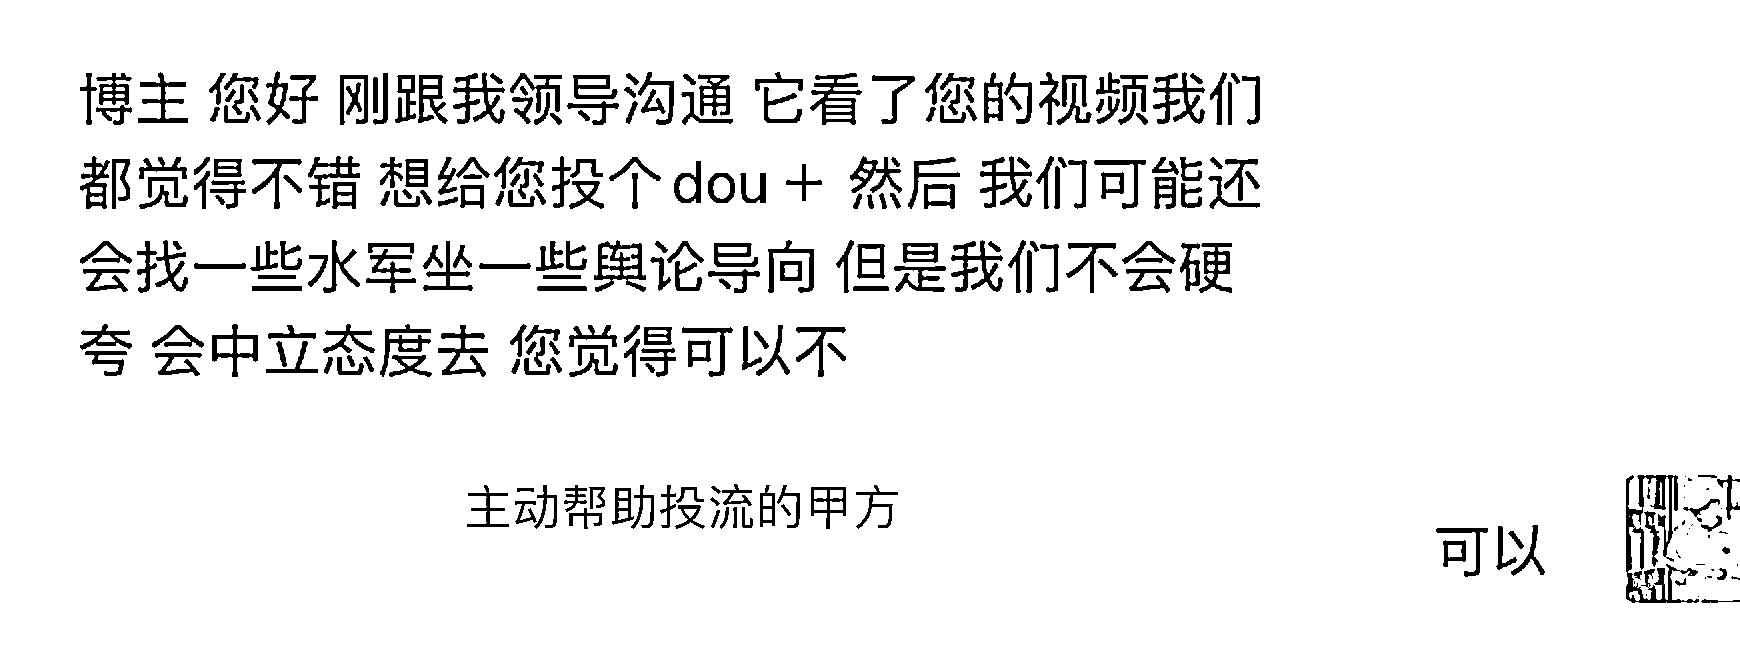 博主 您好 刚跟我领导沟通 它看了您的视频我们
都觉得不错 想给您投个dou＋ 然后 我们可能还
会找一些水军坐一些舆论导向 但是我们不会硬
夸 会中立态度去 您觉得可以不
主动帮助投流的甲方
可以